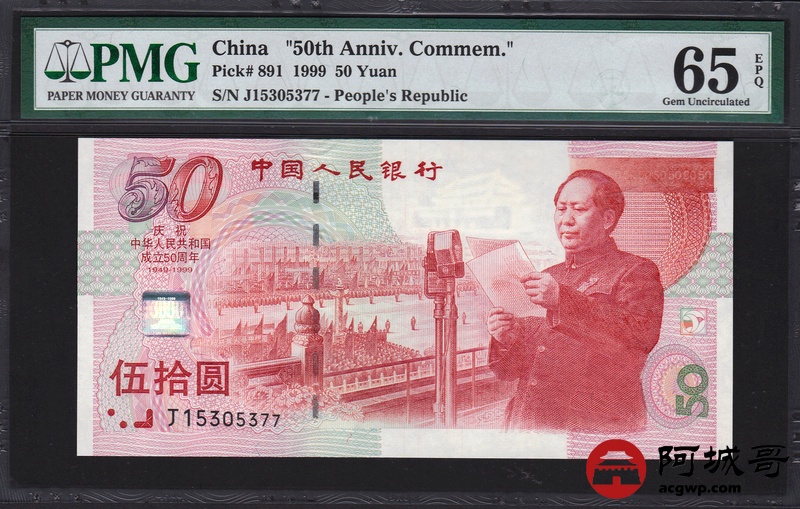 PMG
PAPER MONEY GUARANTY
China "50th Anniv. Commem."
Pick# 891 1999 50 Yuan
S/N J15305377 - People's Republic
65
EPQ
Gem Uncirculated
50
中国人民银行
庆祝
中华人民共和国
成立50周年
1949-1999
伍拾圆
J15305377
50
阿城哥
acgwp.com